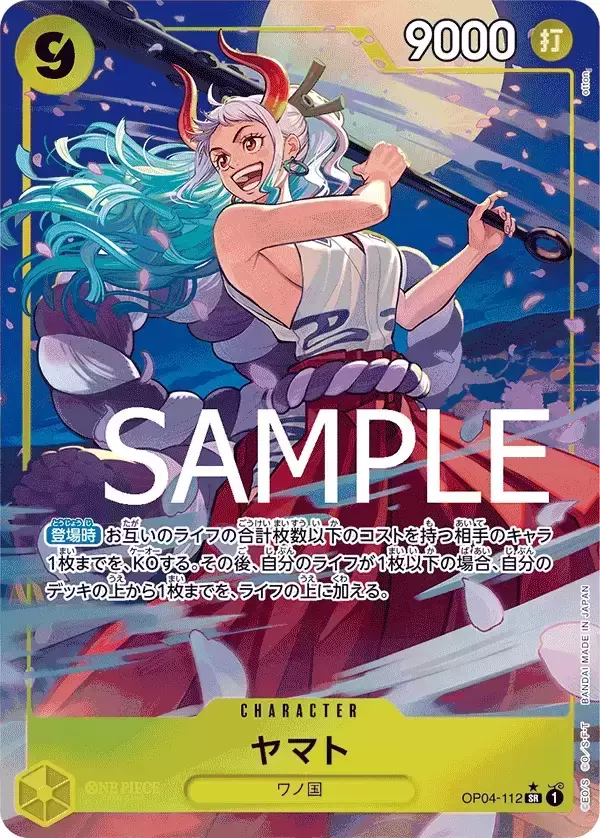 9
9000
打
otton,
SAMPLE
登場時 お互いのライフの合計枚数以下のコストを持つ相手のキャラ
1枚までを、KOする。その後、自分のライフが1枚以下の場合、自分の
デッキの上から1枚までを、ライフの上に加える。
CHARACTER
ヤマト
ワノ国
ONE PIECE
CARD GAME
OP04-112 SR 1
©E.O/S ©O./S・F・T BANDAI MADE IN JAPAN